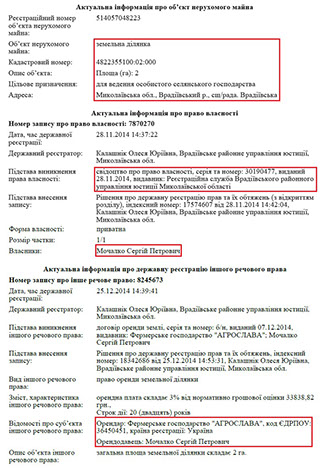 Актуальна інформація про об'єкт нерухомого майна
Реєстраційний номер об'єкта нерухомого майна: 514057048223
Об'єкт нерухомого майна: земельна ділянка
Кадастровий номер: 4822355100:02:000
Опис об'єкта: Площа (га): 2
Цільове призначення: для ведення особистого селянського господарства
Адреса: Миколаївська обл., Врадіївський р., сш/рада. Врадіївська
Актуальна інформація про право власності
Номер запису про право власності: 7870270
Дата, час державної реєстрації: 28.11.2014 14:37:22
Державний реєстратор: Калашнік Олеся Юріївна, Врадіївське районне управління юстиції, Миколаївська обл.
Підстава виникнення права власності: свідоцтво про право власності, серія та номер: 30190477, виданий 28.11.2014, видавник: Реєстраційна служба Врадіївського районного управління юстиції Миколаївської області
Підстава внесення запису: Рішення про державну реєстрацію прав та їх обтяжень (з відкриттям розділу), індексний номер: 17574607 від 28.11.2014 14:42:04, Калашнік Олеся Юріївна, Врадіївське районне управління юстиції, Миколаївська обл.
Форма власності: приватна
Розмір частки: 1/1
Власники: Мочалко Сергій Петрович
Актуальна інформація про державну реєстрацію іншого речового права
Номер запису про інше речове право: 8245673
Дата, час державної реєстрації: 25.12.2014 14:39:41
Державний реєстратор: Калашнік Олеся Юріївна, Врадіївське районне управління юстиції, Миколаївська обл.
Підстава виникнення іншого речового права: договір оренди землі, серія та номер: б/н, виданий 07.12.2014, видавник: Фермерське господарство "АГРОСЛАВА"; Мочалко Сергій Петрович
Підстава внесення запису: Рішення про державну реєстрацію прав та їх обтяжень, індексний номер: 18342686 від 25.12.2014 14:53:31, Калашнік Олеся Юріївна, Врадіївське районне управління юстиції, Миколаївська обл.
Вид іншого речового права: право оренди земельної ділянки
Зміст, характеристика іншого речового права: орендна плата складає 3% від нормативно грошової оцінки 33838,82 грн.,
Строк дії: 20 (двадцять) років
Відомості про суб'єкта іншого речового права: Орендар: Фермерське господарство "АГРОСЛАВА", код ЄДРПОУ: 36450451, країна реєстрації: Україна
Орендодавець: Мочалко Сергій Петрович
Опис об'єкта іншого речового права: загальна площа земельної ділянки складає 2 га.